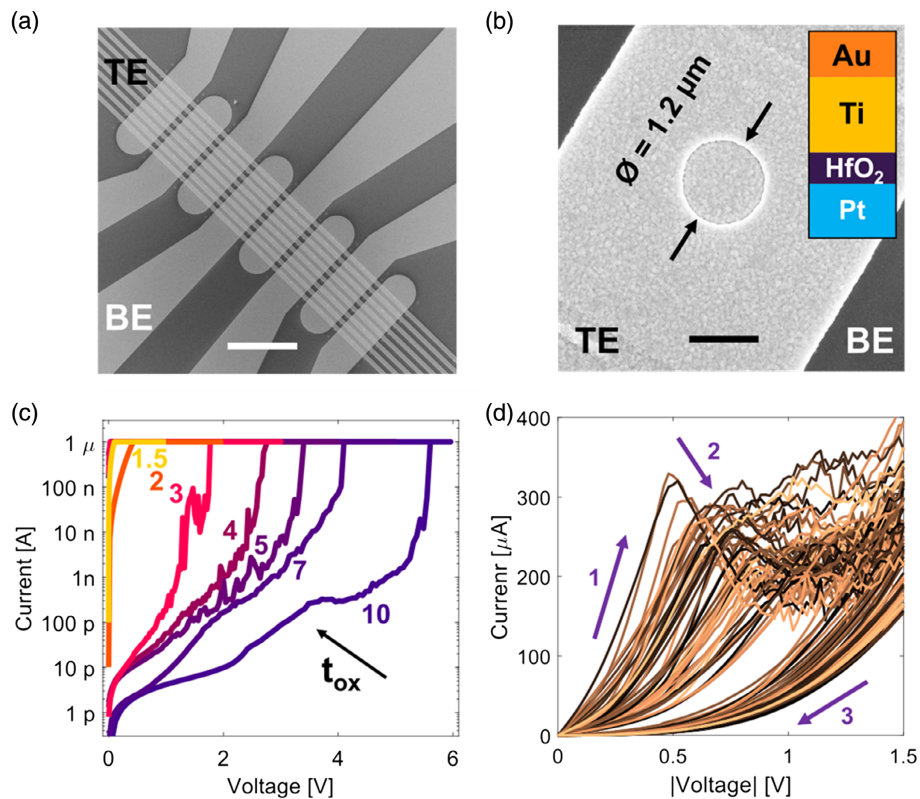 (a)
TE
BE
(b)
Ø = 1.2 µm
Au
Ti
HfO₂
Pt
TE
BE
(c)
Current [A]
1 μ
100 n
10 n
1n
100 p
10 p
1 p
1.5
2
3
4
5
7
10
tox
0
2
4
6
Voltage [V]
(d)
Currenr [μA]
400
300
200
100
0
1
2
3
0
0.5
1
1.5
|Voltage| [V]